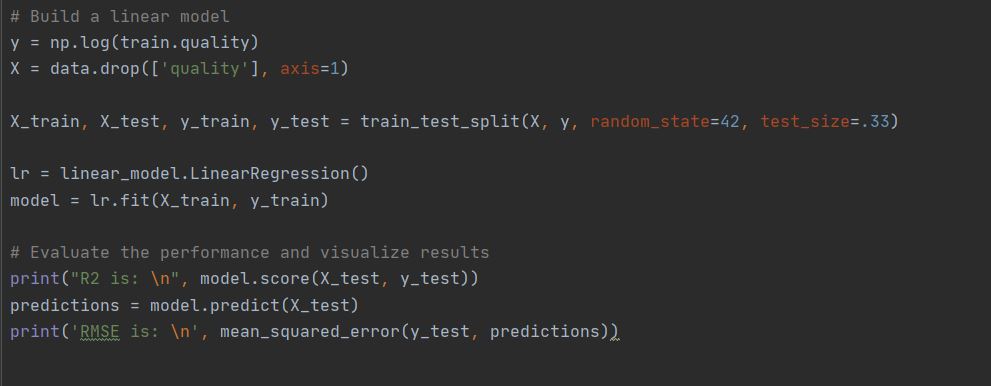 # Build a linear model
y = np.log(train.quality)
X = data.drop(['quality'], axis=1)
X_train, X_test, y_train, y_test = train_test_split(X, y, random_state=42, test_size=.33)
lr = linear_model.LinearRegression()
model = lr.fit(X_train, y_train)
# Evaluate the performance and visualize results
print("R2 is: \n", model.score(X_test, y_test))
predictions = model.predict(X_test)
print('RMSE is: \n', mean_squared_error(y_test, predictions))